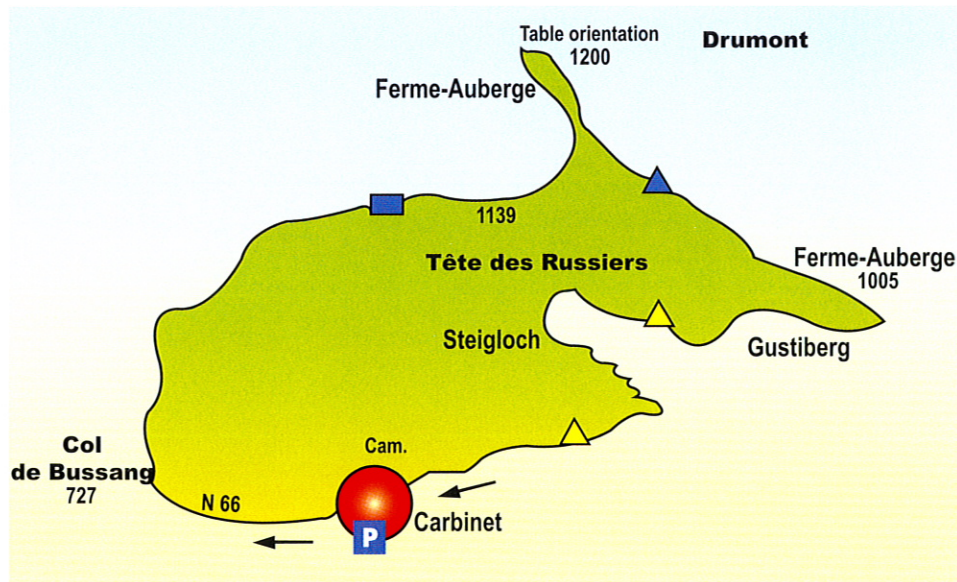 Table orientation
1200
Drumont
Ferme-Auberge
1139
Tête des Russiers
Ferme-Auberge
1005
Steigloch
Gustiberg
Col
de Bussang
727
Cam.
N 66
Carbinet
P